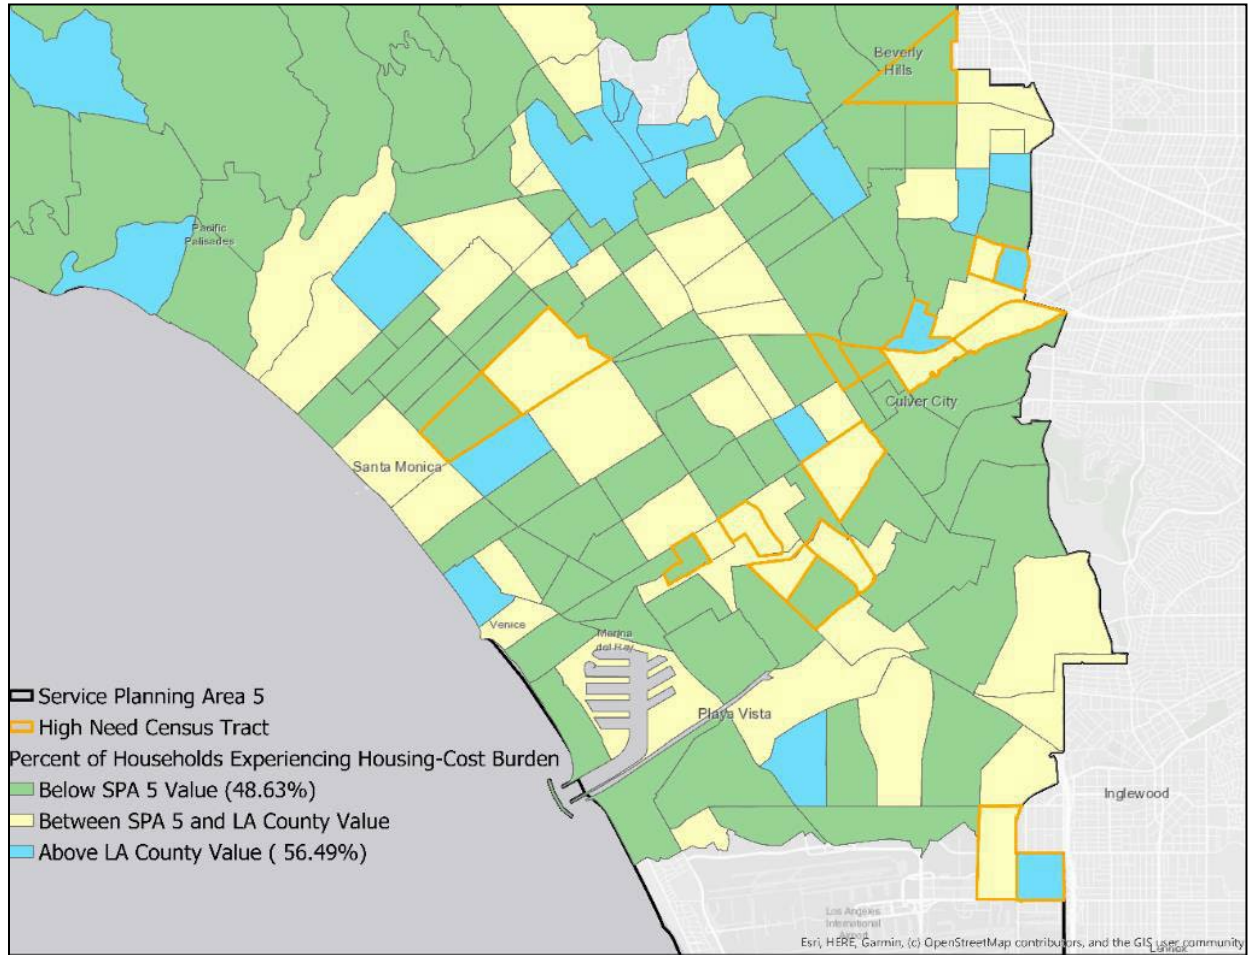 Beverly
Hills
Pacific
Palisades
Culver City
Santa Monica
Venice
Marina
del Rey
Playa Vista
Service Planning Area 5
High Need Census Tract
Percent of Households Experiencing Housing-Cost Burden
Below SPA 5 Value (48.63%)
Between SPA 5 and LA County Value
Above LA County Value ( 56.49%)
Inglewood
Los Angeles
International
Airport
Esri, HERE, Garmin, (c) OpenStreetMap contributors, and the GIS user community
Lennox